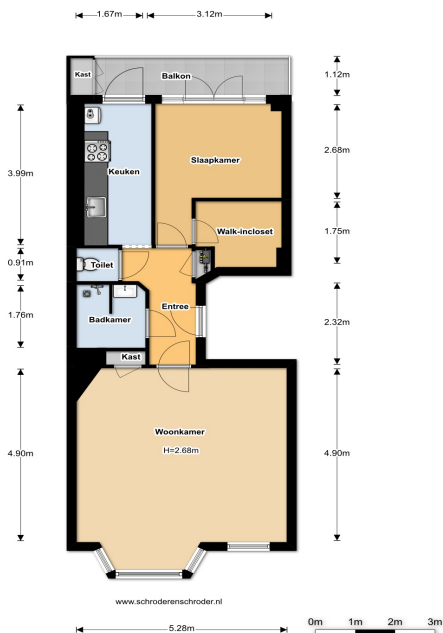 1.67m 3.12m
Kast Balkon 1.12m
Slaapkamer 2.68m
Keuken 3.99m
Walk-incloset 1.75m
Toilet 0.91m
Entree 2.32m
Badkamer 1.76m
Kast
Woonkamer
H=2.68m
4.90m 4.90m
www.schroderenschroder.nl
5.28m
0m 1m 2m 3m